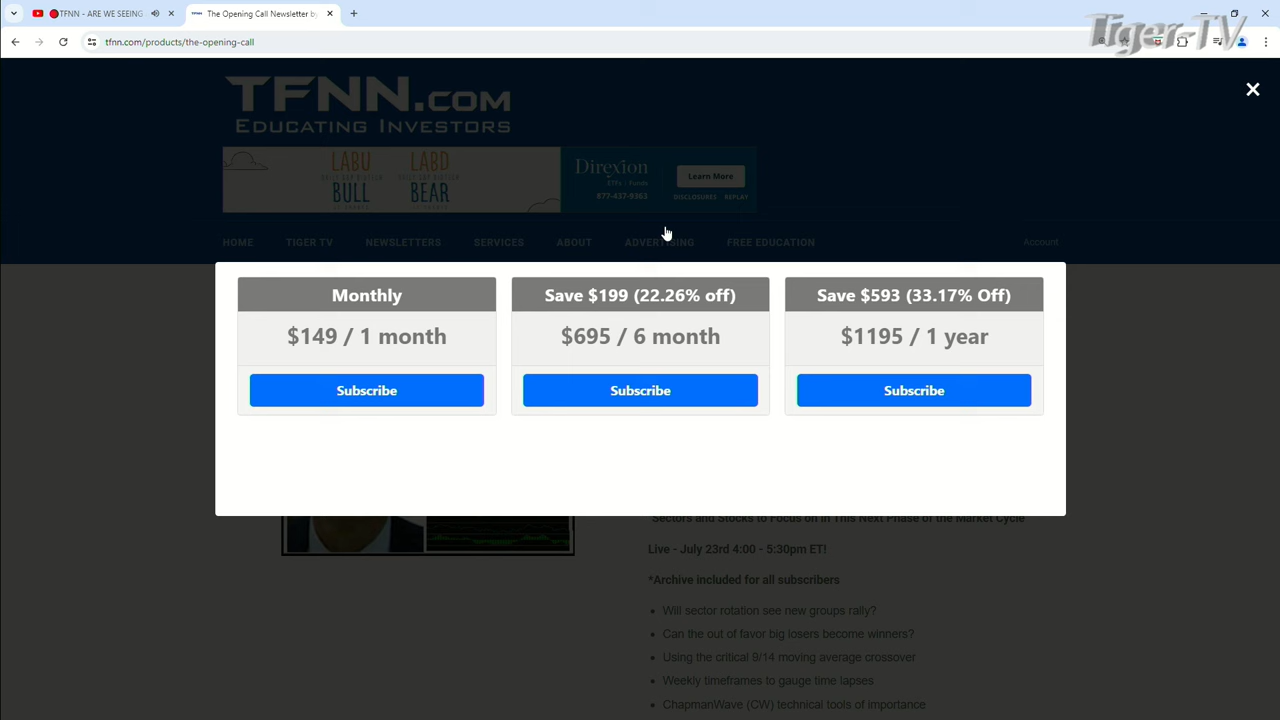 TFNN - ARE WE SEEING
The Opening Call Newsletter by
Tiger-TV
tfnn.com/products/the-opening-call
TFNN.com
Educating Investors
LABU
BULL
LABD
BEAR
Direxion
877-437-9363
Learn More
DISCLOSURES REPLAY
HOME TIGER TV NEWSLETTERS SERVICES ABOUT ADVERTISING FREE EDUCATION Account
Monthly
$149 / 1 month
Subscribe
Save $199 (22.26% off)
$695 / 6 month
Subscribe
Save $593 (33.17% Off)
$1195 / 1 year
Subscribe
Sectors and Stocks to Focus on in This Next Phase of the Market Cycle
Live - July 23rd 4:00 - 5:30pm ET!
*Archive included for all subscribers
• Will sector rotation see new groups rally?
• Can the out of favor big losers become winners?
• Using the critical 9/14 moving average crossover
• Weekly timeframes to gauge time lapses
• ChapmanWave (CW) technical tools of importance